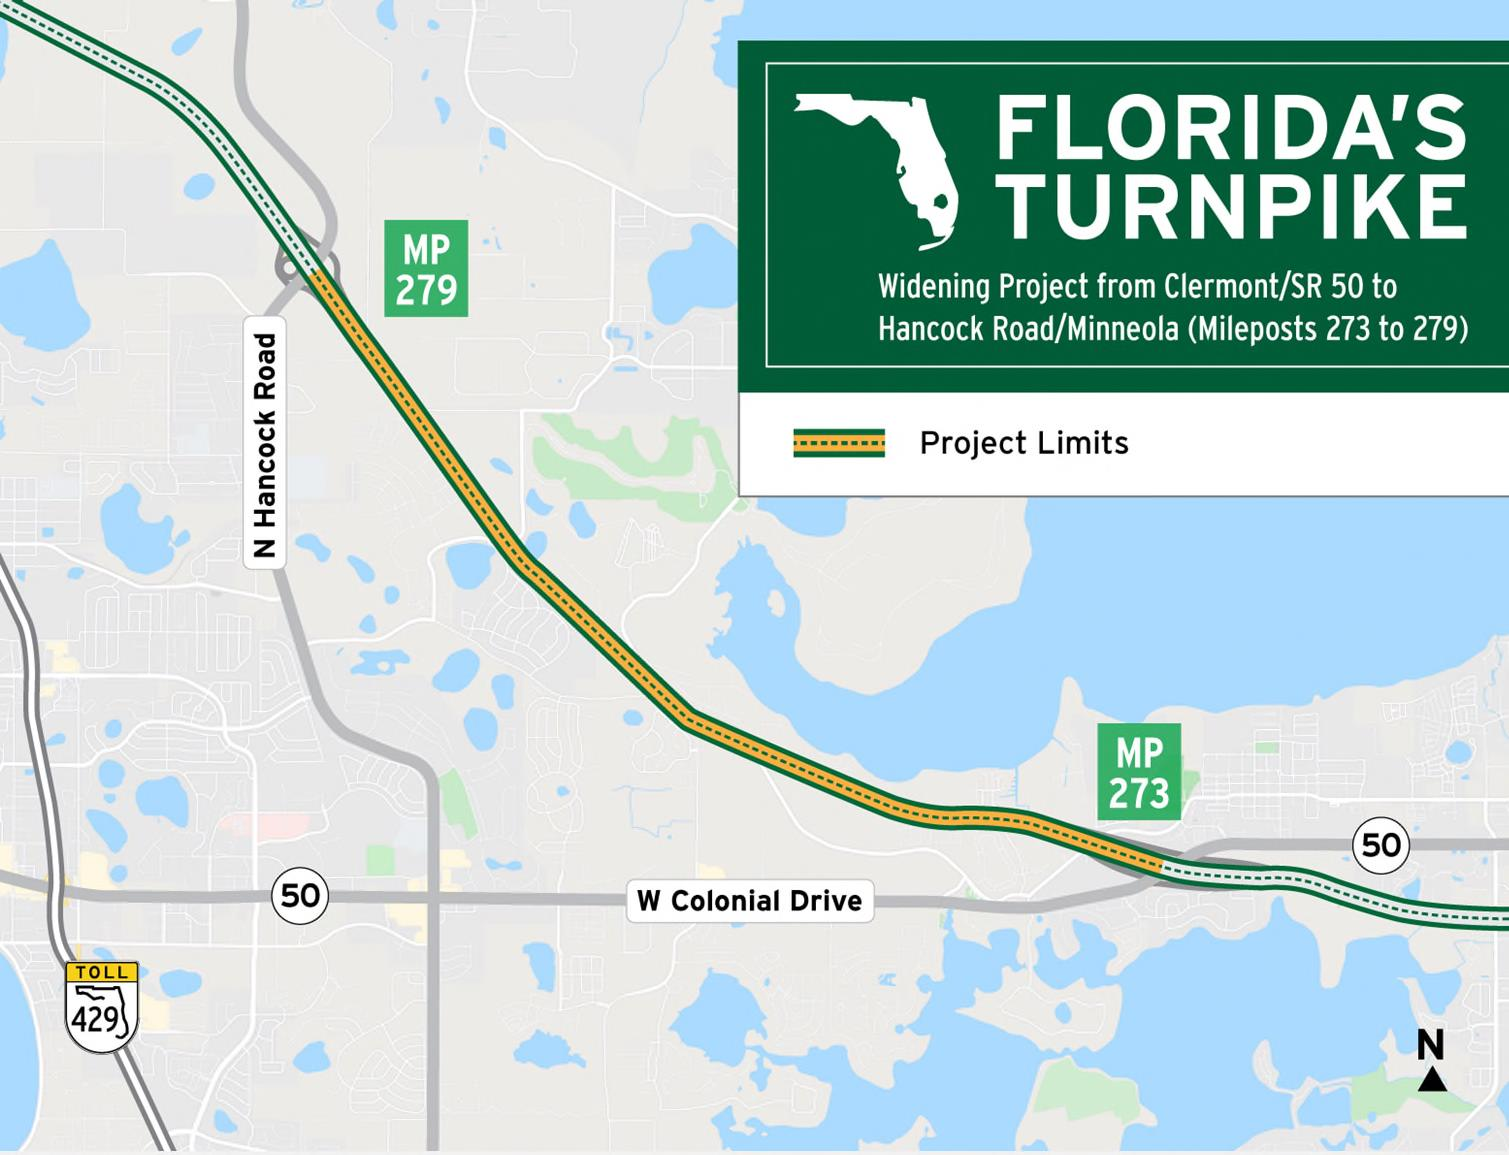 FLORIDA'S
TURNPIKE
Widening Project from Clermont/SR 50 to
Hancock Road/Minneola (Mileposts 273 to 279)
Project Limits
MP
279
N Hancock Road
MP
273
50
50
W Colonial Drive
TOLL
429
N